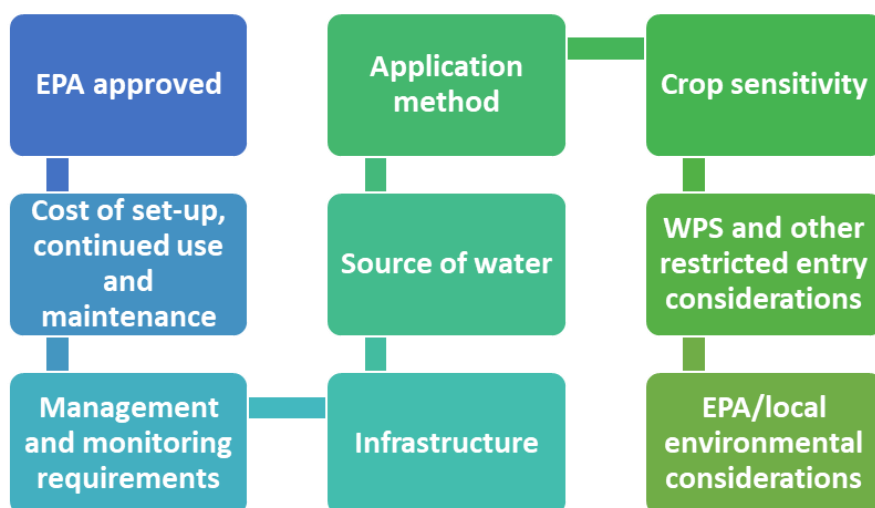 EPA approved
Cost of set-up,
continued use
and
maintenance
Management
and monitoring
requirements
Infrastructure
Source of water
Application
method
Crop sensitivity
WPS and other
restricted entry
considerations
EPA/local
environmental
considerations